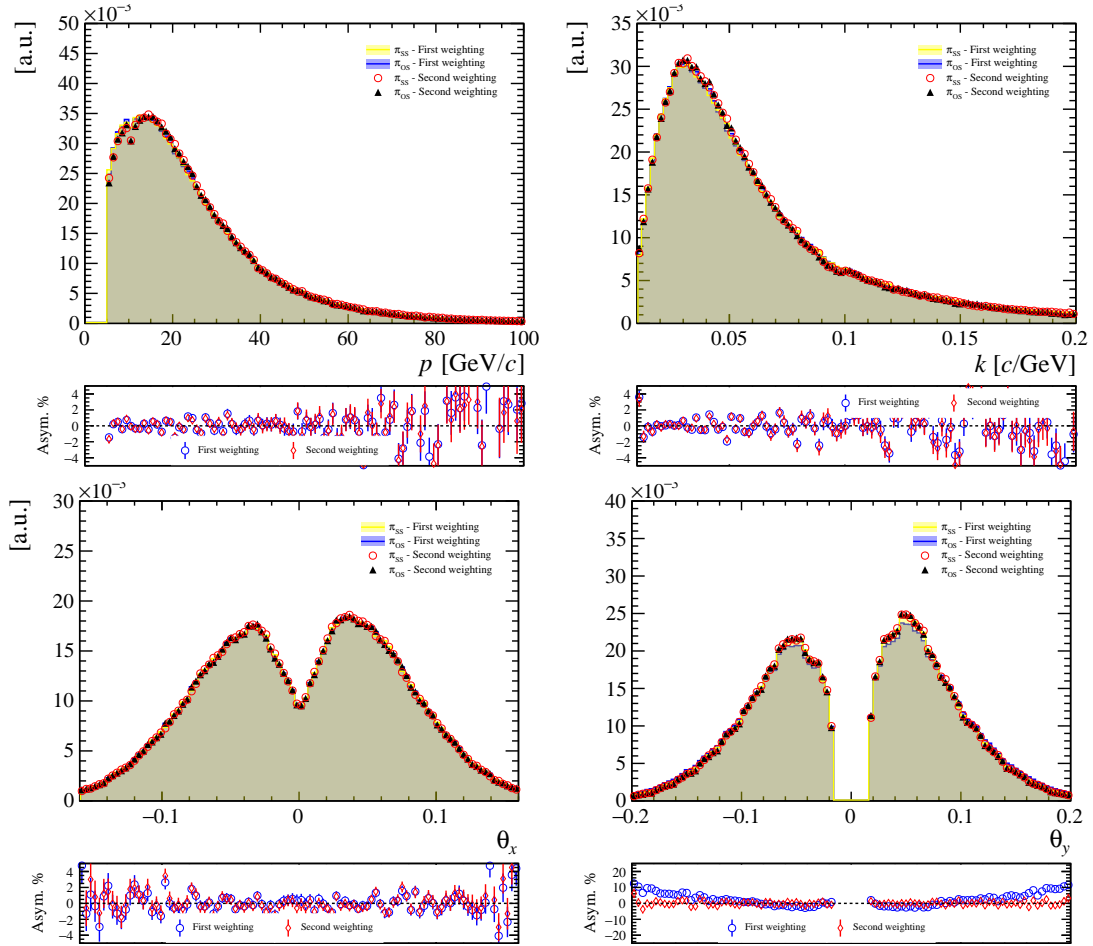 ×10⁻³
50
45
40
35
30
25
20
15
10
5
0
[a.u.]
π_SS - First weighting
π_OS - First weighting
π_SS - Second weighting
π_OS - Second weighting
0 20 40 60 80 100
p [GeV/c]
Asym. %
4
2
0
−2
−4
First weighting Second weighting
×10⁻³
35
30
25
20
15
10
5
0
[a.u.]
π_SS - First weighting
π_OS - First weighting
π_SS - Second weighting
π_OS - Second weighting
0.05 0.1 0.15 0.2
k [c/GeV]
Asym. %
4
2
0
−2
−4
First weighting Second weighting
×10⁻³
30
25
20
15
10
5
0
[a.u.]
π_SS - First weighting
π_OS - First weighting
π_SS - Second weighting
π_OS - Second weighting
−0.1 0 0.1
θ_x
Asym. %
4
2
0
−2
−4
First weighting Second weighting
×10⁻³
40
35
30
25
20
15
10
5
0
π_SS - First weighting
π_OS - First weighting
π_SS - Second weighting
π_OS - Second weighting
−0.2 −0.1 0 0.1 0.2
θ_y
Asym. %
20
10
0
−10
−20
First weighting Second weighting